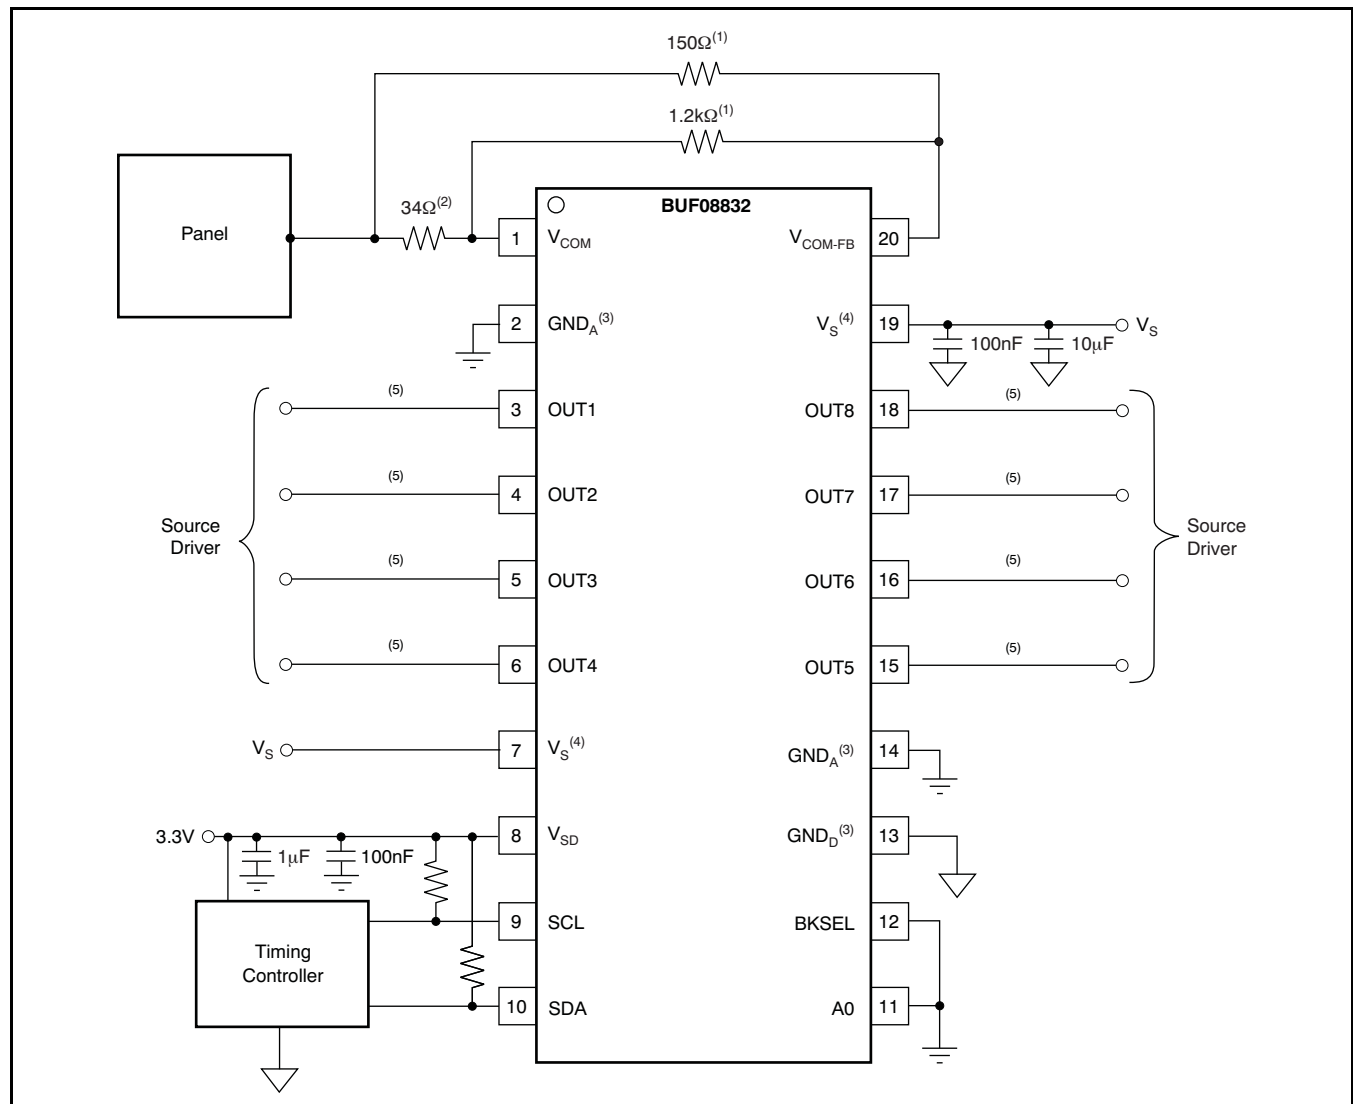 150Ω(1)
1.2kΩ(1)
BUF08832
34Ω(2)
Panel
1 VCOM
VCOM-FB 20
2 GNDA(3)
VS(4) 19
VS
100nF 10μF
(5) 3 OUT1
OUT8 18 (5)
(5) 4 OUT2
OUT7 17 (5)
Source
Driver
Source
Driver
(5) 5 OUT3
OUT6 16 (5)
(5) 6 OUT4
OUT5 15 (5)
VS 7 VS(4)
GNDA(3) 14
3.3V 8 VSD
GNDD(3) 13
1μF 100nF
9 SCL
BKSEL 12
Timing
Controller
10 SDA
A0 11